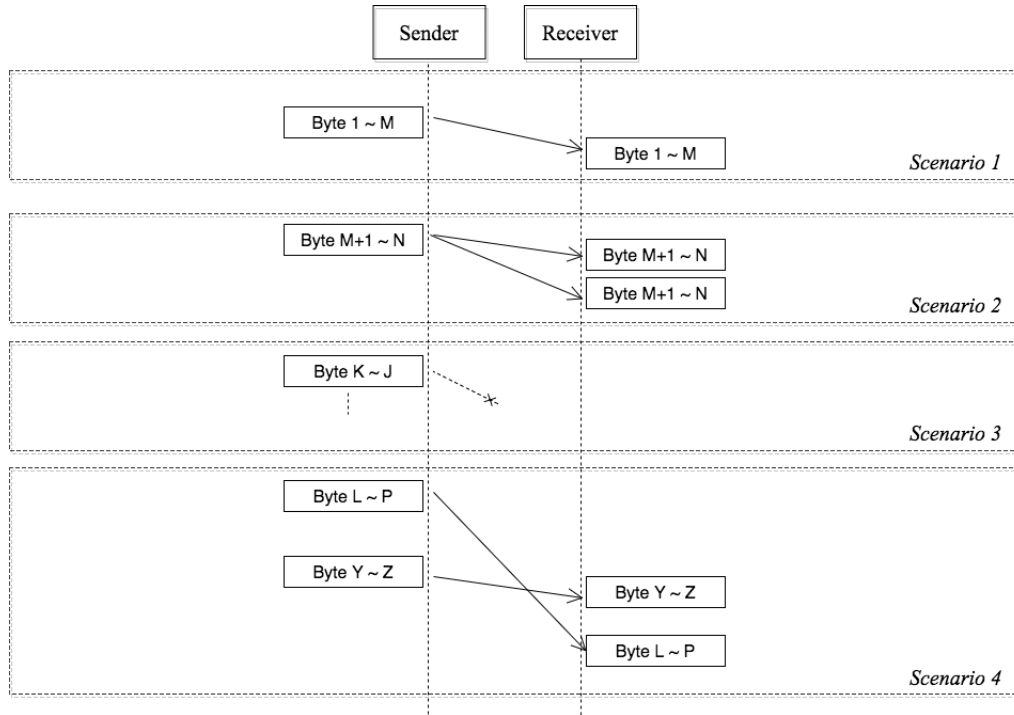 Sender
Receiver
Byte 1 ~ M
Byte 1 ~ M
Scenario 1
Byte M+1 ~ N
Byte M+1 ~ N
Byte M+1 ~ N
Scenario 2
Byte K ~ J
Scenario 3
Byte L ~ P
Byte Y ~ Z
Byte Y ~ Z
Byte L ~ P
Scenario 4